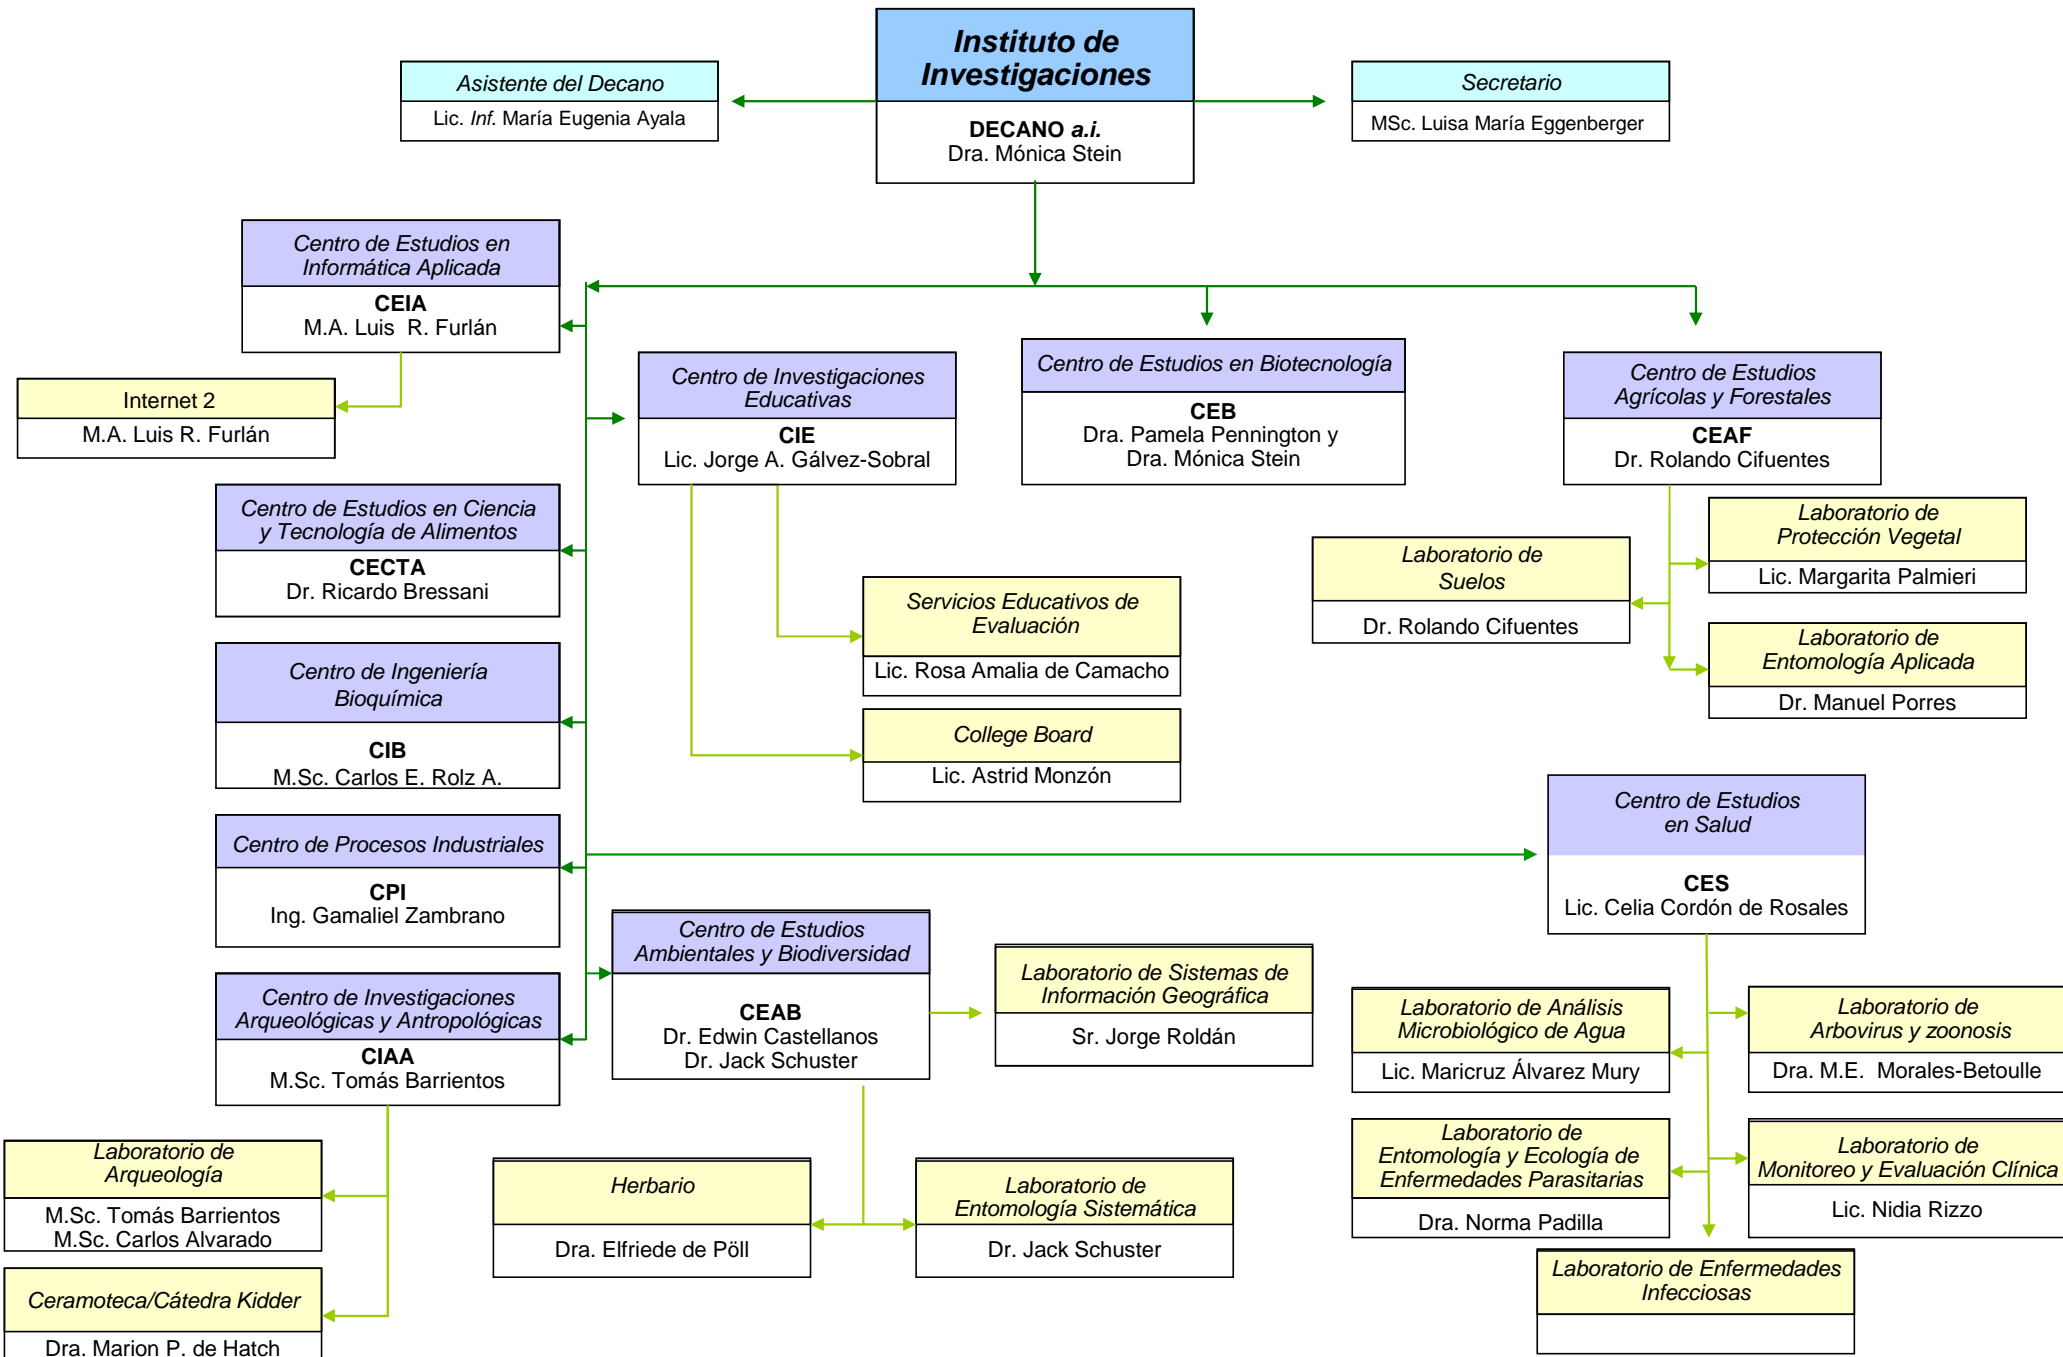 Instituto de
Investigaciones
DECANO a.i.
Dra. Mónica Stein
Asistente del Decano
Lic. Inf. María Eugenia Ayala
Secretario
MSc. Luisa María Eggenberger
Centro de Estudios en
Informática Aplicada
CEIA
M.A. Luis R. Furlán
Internet 2
M.A. Luis R. Furlán
Centro de Investigaciones
Educativas
CIE
Lic. Jorge A. Gálvez-Sobral
Centro de Estudios en Biotecnología
CEB
Dra. Pamela Pennington y
Dra. Mónica Stein
Centro de Estudios
Agrícolas y Forestales
CEAF
Dr. Rolando Cifuentes
Centro de Estudios en Ciencia
y Tecnología de Alimentos
CECTA
Dr. Ricardo Bressani
Laboratorio de
Suelos
Dr. Rolando Cifuentes
Laboratorio de
Protección Vegetal
Lic. Margarita Palmieri
Servicios Educativos de
Evaluación
Lic. Rosa Amalia de Camacho
Laboratorio de
Entomología Aplicada
Dr. Manuel Porres
Centro de Ingeniería
Bioquímica
CIB
M.Sc. Carlos E. Rolz A.
College Board
Lic. Astrid Monzón
Centro de Procesos Industriales
CPI
Ing. Gamaliel Zambrano
Centro de Estudios
en Salud
CES
Lic. Celia Cordón de Rosales
Centro de Estudios
Ambientales y Biodiversidad
CEAB
Dr. Edwin Castellanos
Dr. Jack Schuster
Laboratorio de Sistemas de
Información Geográfica
Sr. Jorge Roldán
Centro de Investigaciones
Arqueológicas y Antropológicas
CIAA
M.Sc. Tomás Barrientos
Laboratorio de Análisis
Microbiológico de Agua
Lic. Maricruz Álvarez Mury
Laboratorio de
Arbovirus y zoonosis
Dra. M.E. Morales-Betoulle
Laboratorio de
Arqueología
M.Sc. Tomás Barrientos
M.Sc. Carlos Alvarado
Herbario
Dra. Elfriede de Pöll
Laboratorio de
Entomología Sistemática
Dr. Jack Schuster
Laboratorio de
Entomología y Ecología de
Enfermedades Parasitarias
Dra. Norma Padilla
Laboratorio de
Monitoreo y Evaluación Clínica
Lic. Nidia Rizzo
Ceramoteca/Cátedra Kidder
Dra. Marion P. de Hatch
Laboratorio de Enfermedades
Infecciosas